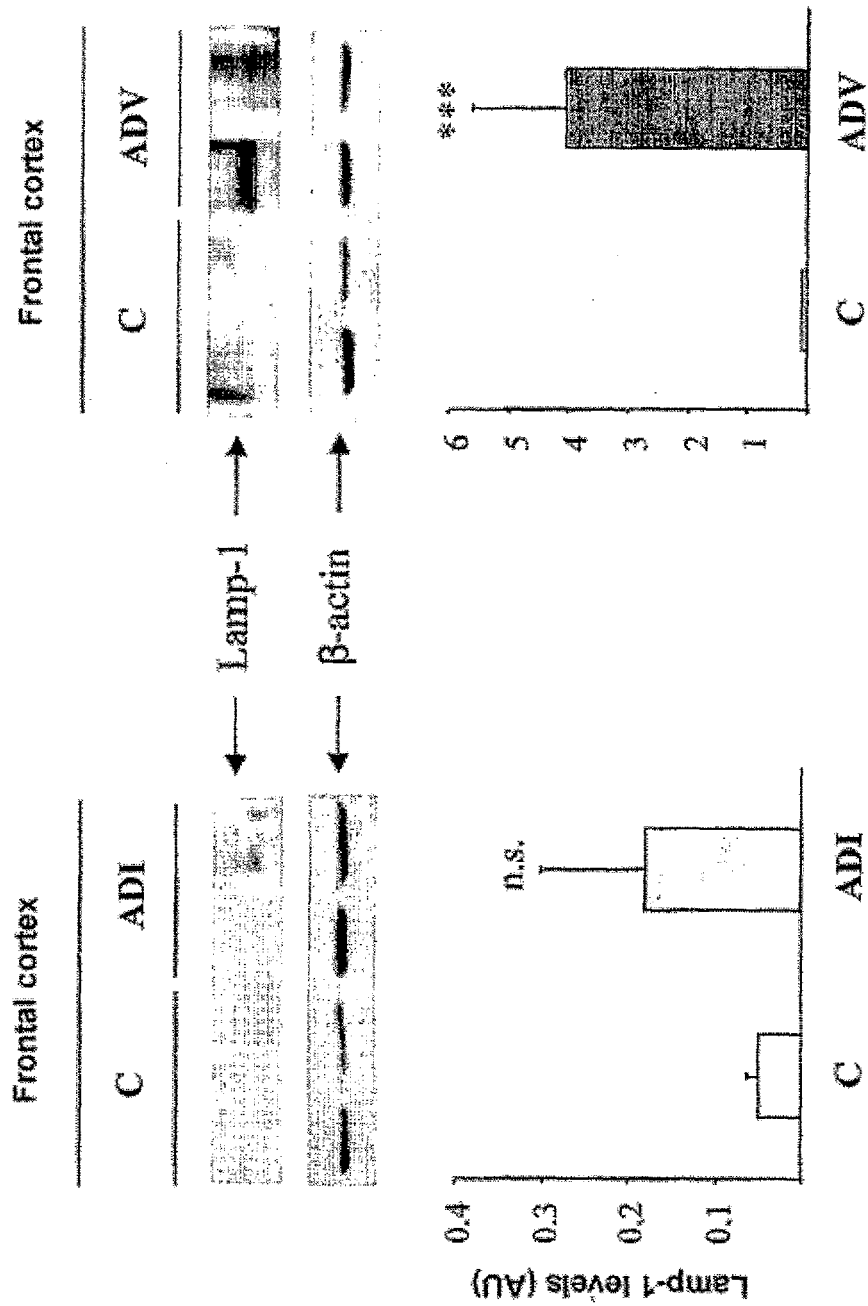 Frontal cortex
Frontal cortex
C ADI
C ADV
Lamp-1
β-actin
Lamp-1 levels (AU)
0.4
0.3
0.2
0.1
n.s.
C ADI
6
5
4
3
2
1
***
C ADV